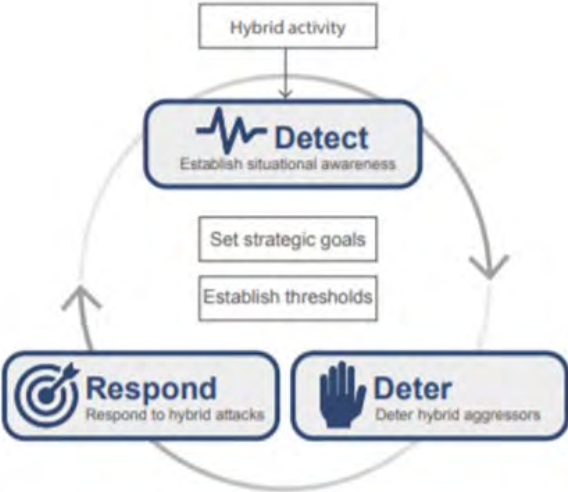 Hybrid activity
Detect
Establish situational awareness
Set strategic goals
Establish thresholds
Respond
Respond to hybrid attacks
Deter
Deter hybrid aggressors